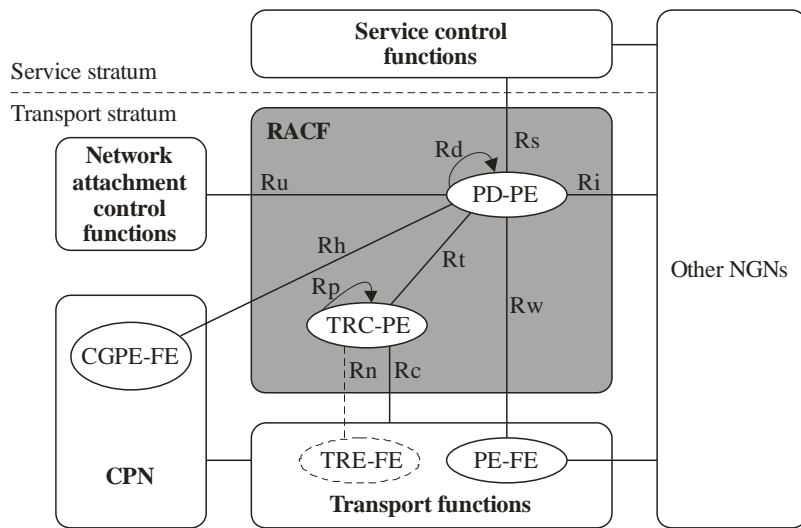 Service control
functions
Service stratum
Transport stratum
RACF
Network
attachment
control
functions
Rd
Rs
Ru
PD-PE
Ri
Rh
Rt
Other NGNs
Rp
Rw
TRC-PE
CGPE-FE
Rn
Rc
CPN
TRE-FE
PE-FE
Transport functions